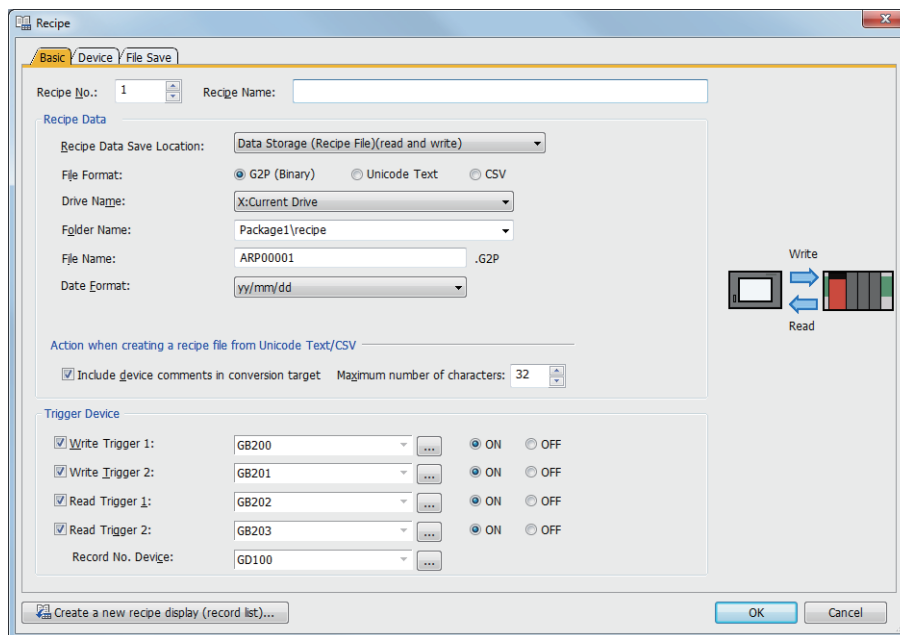 Recipe
Basic Device File Save
Recipe No.: 1 Recipe Name:
Recipe Data
Recipe Data Save Location: Data Storage (Recipe File)(read and write)
File Format: G2P (Binary) Unicode Text CSV
Drive Name: X:Current Drive
Folder Name: Package1\recipe
File Name: ARP00001 .G2P
Date Format: yy/mm/dd
Write
Read
Action when creating a recipe file from Unicode Text/CSV
Include device comments in conversion target Maximum number of characters: 32
Trigger Device
Write Trigger 1: GB200 ... ON OFF
Write Trigger 2: GB201 ... ON OFF
Read Trigger 1: GB202 ... ON OFF
Read Trigger 2: GB203 ... ON OFF
Record No. Device: GD100 ...
Create a new recipe display (record list)... OK Cancel